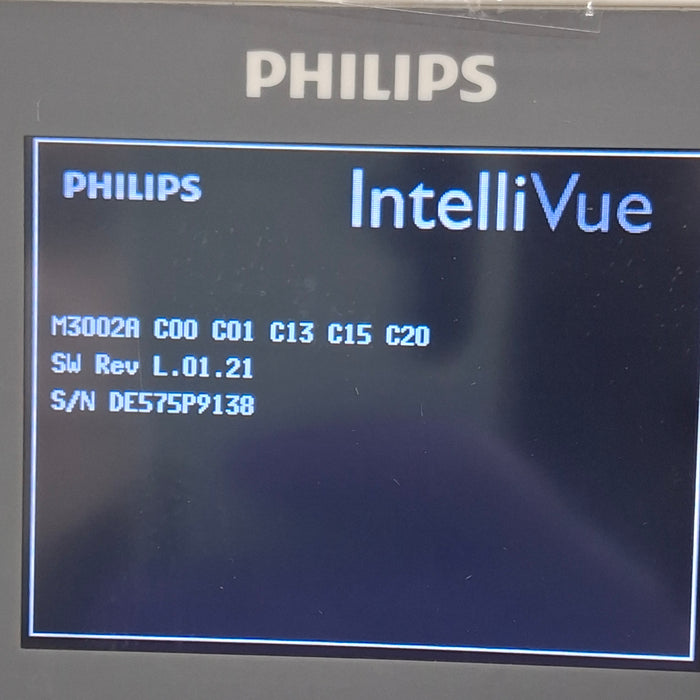 PHILIPS
PHILIPS IntelliVue
M3002A C00 C01 C13 C15 C20
SW Rev L.01.21
S/N DE575P9138